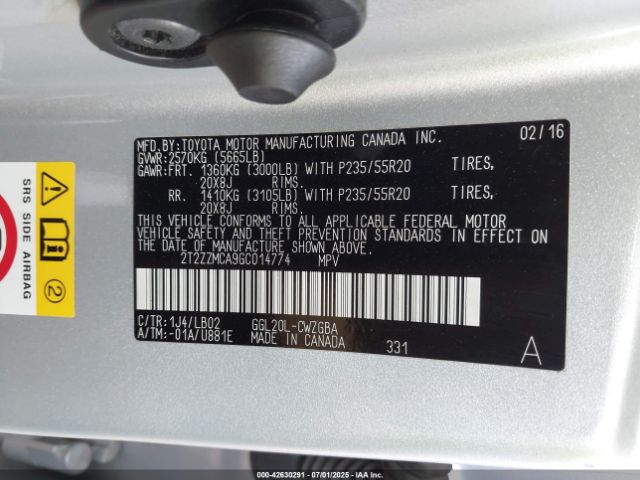 MFD.BY:TOYOTA MOTOR MANUFACTURING CANADA INC. 02/16
GVWR:2570KG (5665LB)
GAWR:FRT. 1360KG (3000LB) WITH P235/55R20 TIRES,
20X8J RIMS.
RR. 1410KG (3105LB) WITH P235/55R20 TIRES,
20X8J RIMS.
THIS VEHICLE CONFORMS TO ALL APPLICABLE FEDERAL MOTOR
VEHICLE SAFETY AND THEFT PREVENTION STANDARDS IN EFFECT ON
THE DATE OF MANUFACTURE SHOWN ABOVE.
2T2ZZMCA9GC014774 MPV
C/TR:1J4/LB02 GGL20L-CWZGBA
A/TM:-01A/U881E MADE IN CANADA 331 A
SRS SIDE AIRBAG
2
000-42630291 - 07/01/2025 - www.iaai.com